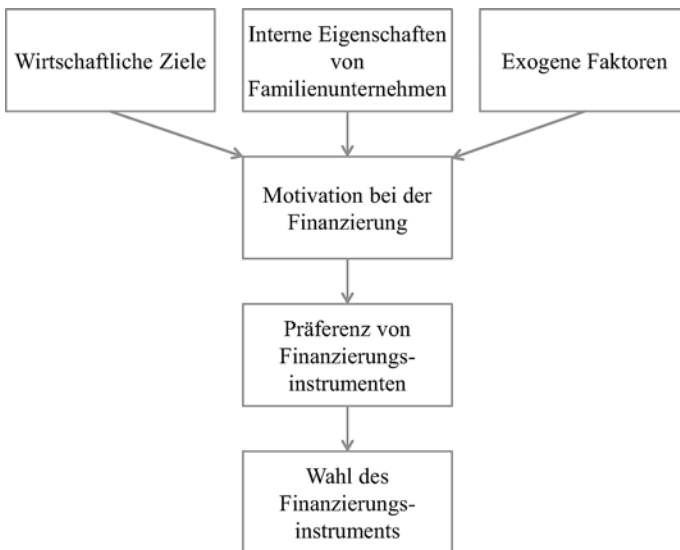 Wirtschaftliche Ziele
Interne Eigenschaften
von
Familienunternehmen
Exogene Faktoren
Motivation bei der
Finanzierung
Präferenz von
Finanzierungs-
instrumenten
Wahl des
Finanzierungs-
instruments